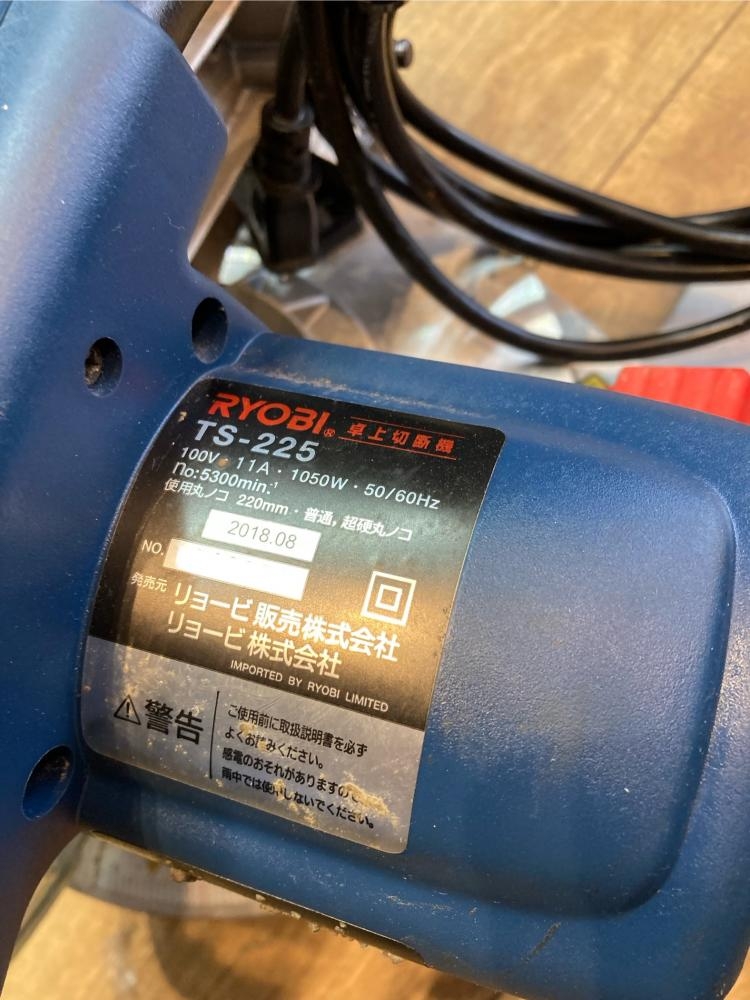 RYOBI® 卓上切断機
TS-225
100V・11A・1050W・50/60Hz
no:5300min⁻¹
使用丸ノコ 220mm・普通, 超硬丸ノコ
2018.08
NO.
発売元 リョービ販売株式会社
リョービ株式会社
IMPORTED BY RYOBI LIMITED
警告
ご使用前に取扱説明書を必ず
よくお読みください。
感電のおそれがありますので
雨中では使用しないでください。